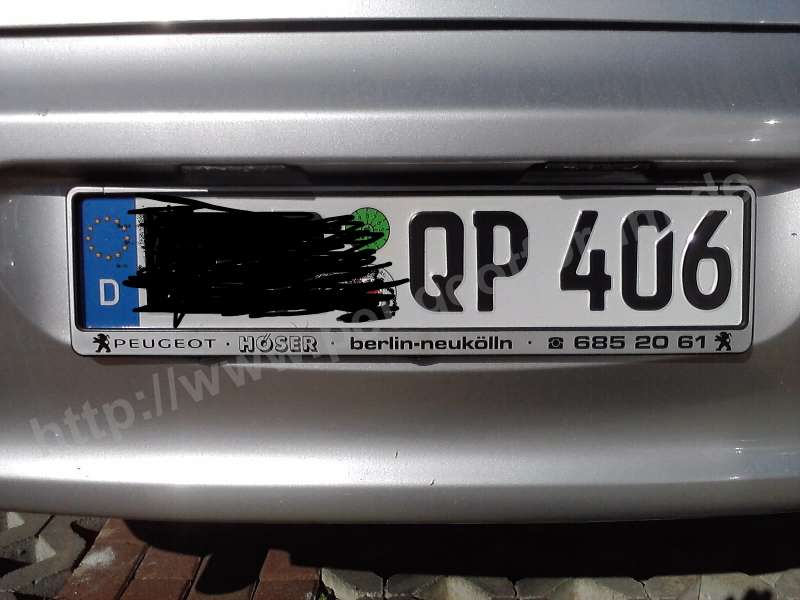 D QP 406
PEUGEOT · HÖSER · berlin-neukölln · ☎ 685 20 61